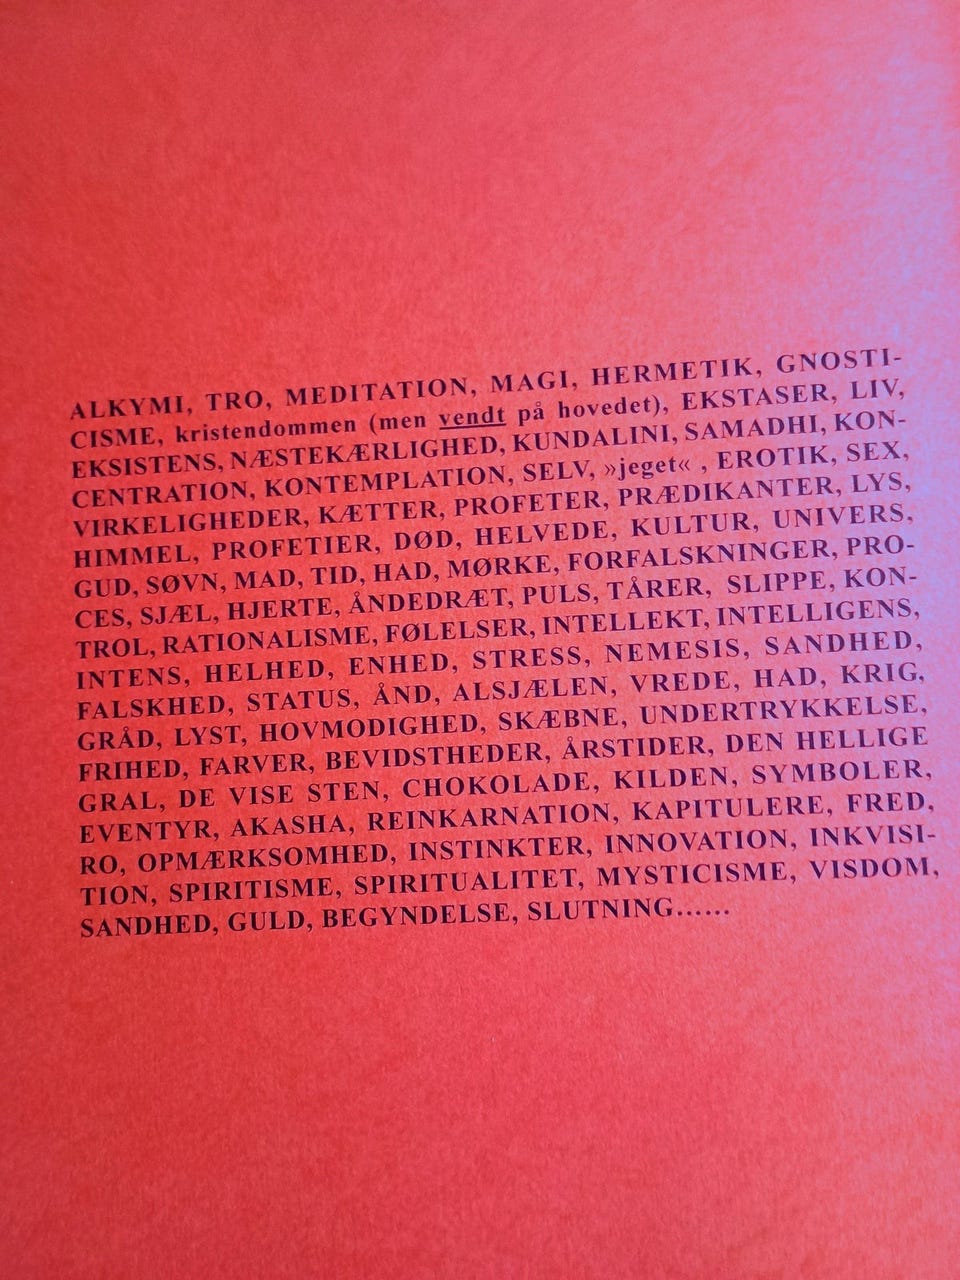 ALKYMI, TRO, MEDITATION, MAGI, HERMETIK, GNOSTI-
CISME, kristendommen (men vendt på hovedet), EKSTASER, LIV,
EKSISTENS, NÆSTEKÆRLIGHED, KUNDALINI, SAMADHI, KON-
CENTRATION, KONTEMPLATION, SELV, »jeget« , EROTIK, SEX,
VIRKELIGHEDER, KÆTTER, PROFETER, PRÆDIKANTER, LYS,
HIMMEL, PROFETIER, DØD, HELVEDE, KULTUR, UNIVERS,
GUD, SØVN, MAD, TID, HAD, MØRKE, FORFALSKNINGER, PRO-
CES, SJÆL, HJERTE, ÅNDEDRÆT, PULS, TÅRER, SLIPPE, KON-
TROL, RATIONALISME, FØLELSER, INTELLEKT, INTELLIGENS,
INTENS, HELHED, ENHED, STRESS, NEMESIS, SANDHED,
FALSKHED, STATUS, ÅND, ALSJÆLEN, VREDE, HAD, KRIG,
GRÅD, LYST, HOVMODIGHED, SKÆBNE, UNDERTRYKKELSE,
FRIHED, FARVER, BEVIDSTHEDER, ÅRSTIDER, DEN HELLIGE
GRAL, DE VISE STEN, CHOKOLADE, KILDEN, SYMBOLER,
EVENTYR, AKASHA, REINKARNATION, KAPITULERE, FRED,
RO, OPMÆRKSOMHED, INSTINKTER, INNOVATION, INKVISI-
TION, SPIRITISME, SPIRITUALITET, MYSTICISME, VISDOM,
SANDHED, GULD, BEGYNDELSE, SLUTNING......